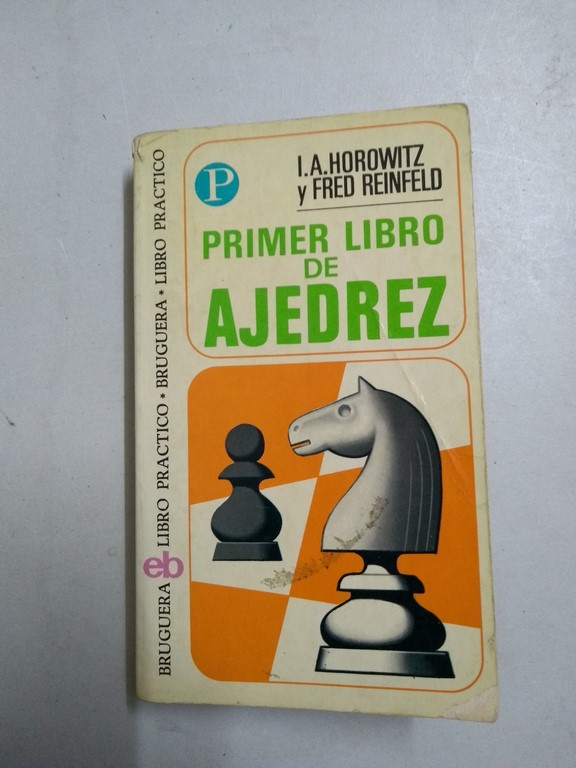 P
I.A.HOROWITZ
y FRED REINFELD
PRIMER LIBRO
DE
AJEDREZ
BRUGUERA eb LIBRO PRACTICO * BRUGUERA * LIBRO PRACTICO